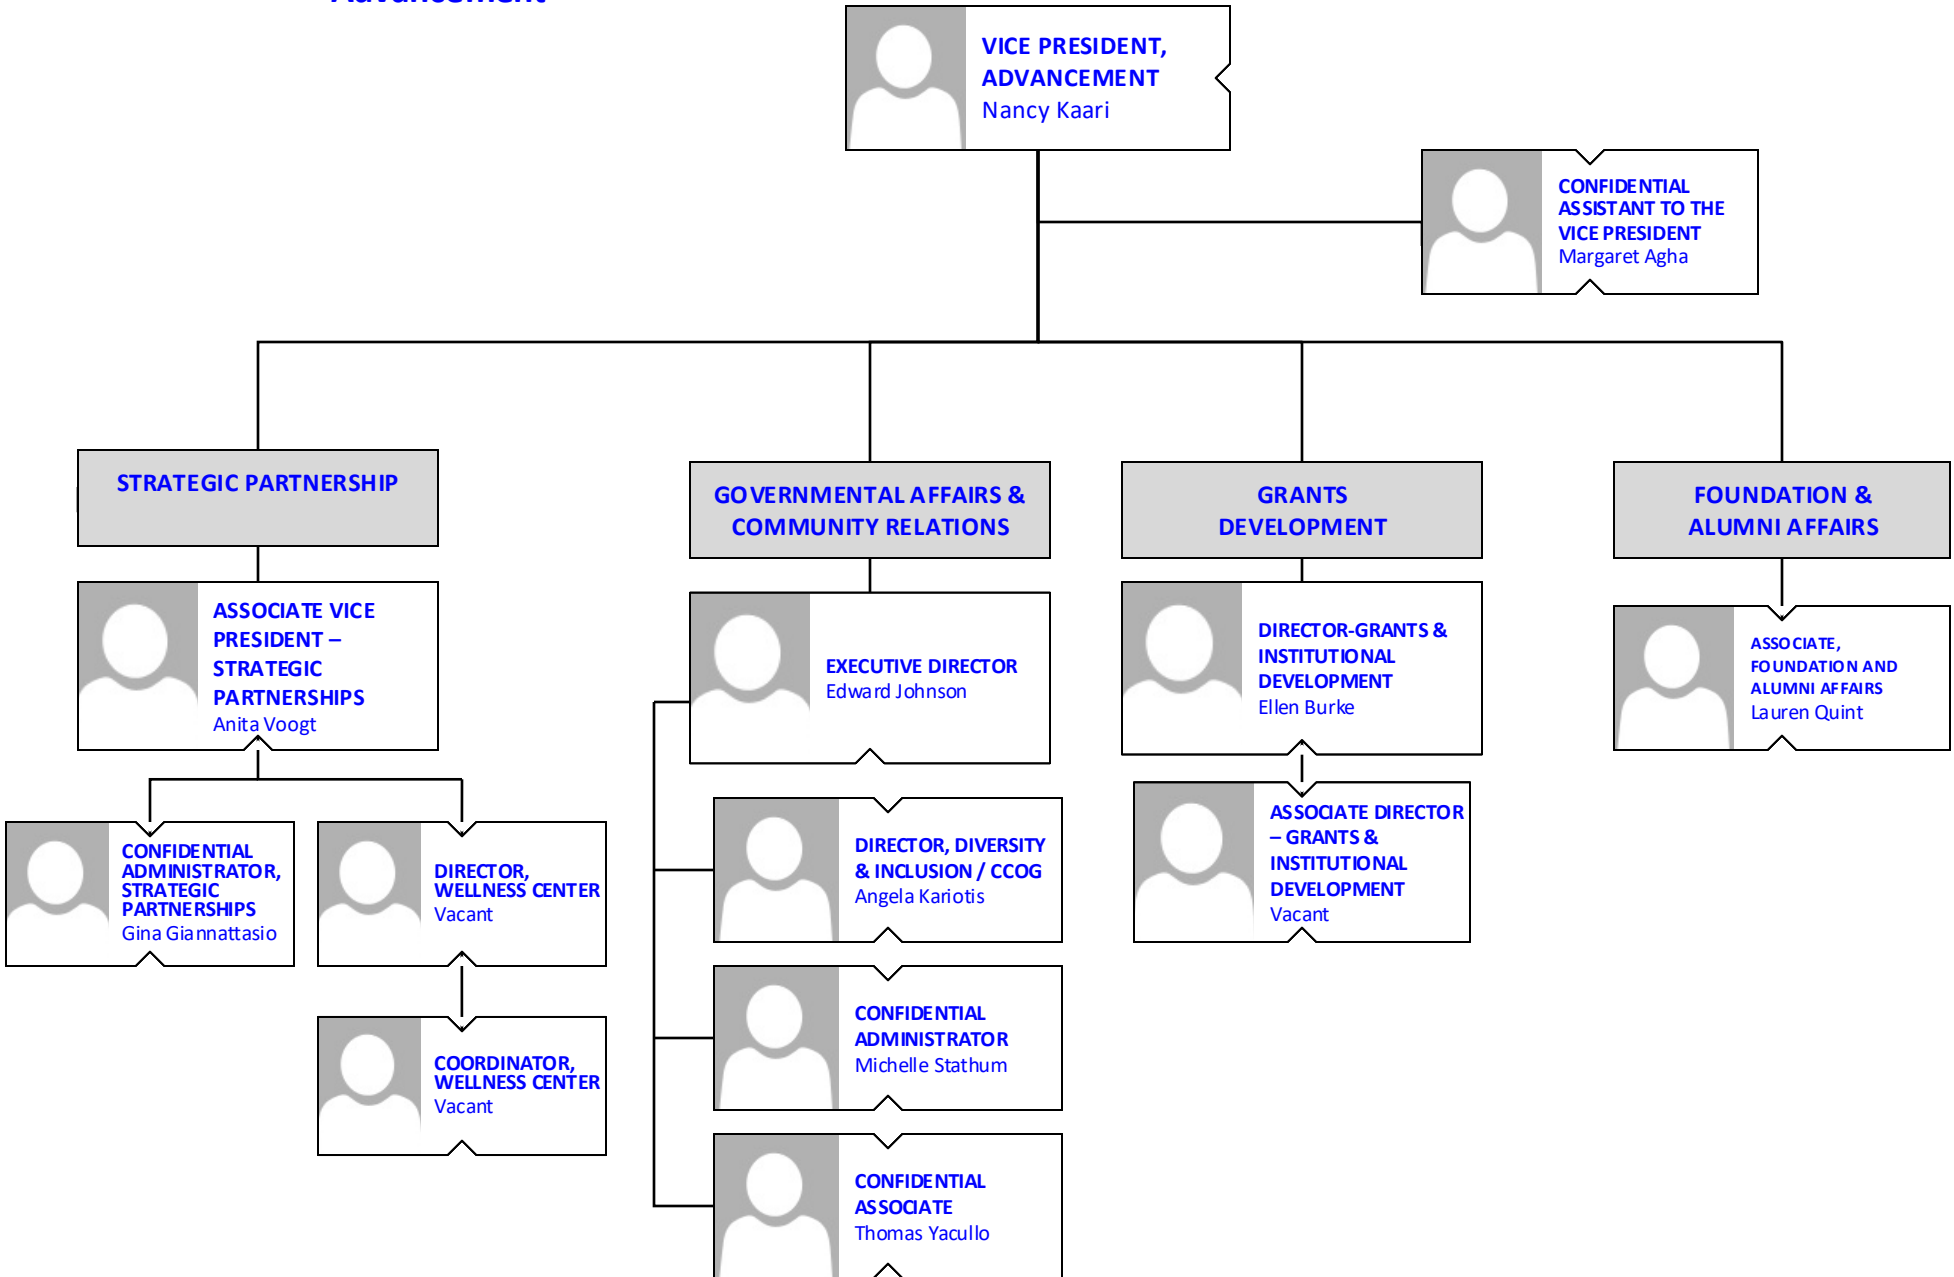 Advancement
VICE PRESIDENT,
ADVANCEMENT
Nancy Kaari
CONFIDENTIAL
ASSISTANT TO THE
VICE PRESIDENT
Margaret Agha
STRATEGIC PARTNERSHIP
GOVERNMENTAL AFFAIRS &
COMMUNITY RELATIONS
GRANTS
DEVELOPMENT
FOUNDATION &
ALUMNI AFFAIRS
ASSOCIATE VICE
PRESIDENT –
STRATEGIC
PARTNERSHIPS
Anita Voogt
EXECUTIVE DIRECTOR
Edward Johnson
DIRECTOR-GRANTS &
INSTITUTIONAL
DEVELOPMENT
Ellen Burke
ASSOCIATE,
FOUNDATION AND
ALUMNI AFFAIRS
Lauren Quint
CONFIDENTIAL
ADMINISTRATOR,
STRATEGIC
PARTNERSHIPS
Gina Giannattasio
DIRECTOR,
WELLNESS CENTER
Vacant
DIRECTOR, DIVERSITY
& INCLUSION / CCOG
Angela Kariotis
ASSOCIATE DIRECTOR
– GRANTS &
INSTITUTIONAL
DEVELOPMENT
Vacant
COORDINATOR,
WELLNESS CENTER
Vacant
CONFIDENTIAL
ADMINISTRATOR
Michelle Stathum
CONFIDENTIAL
ASSOCIATE
Thomas Yacullo